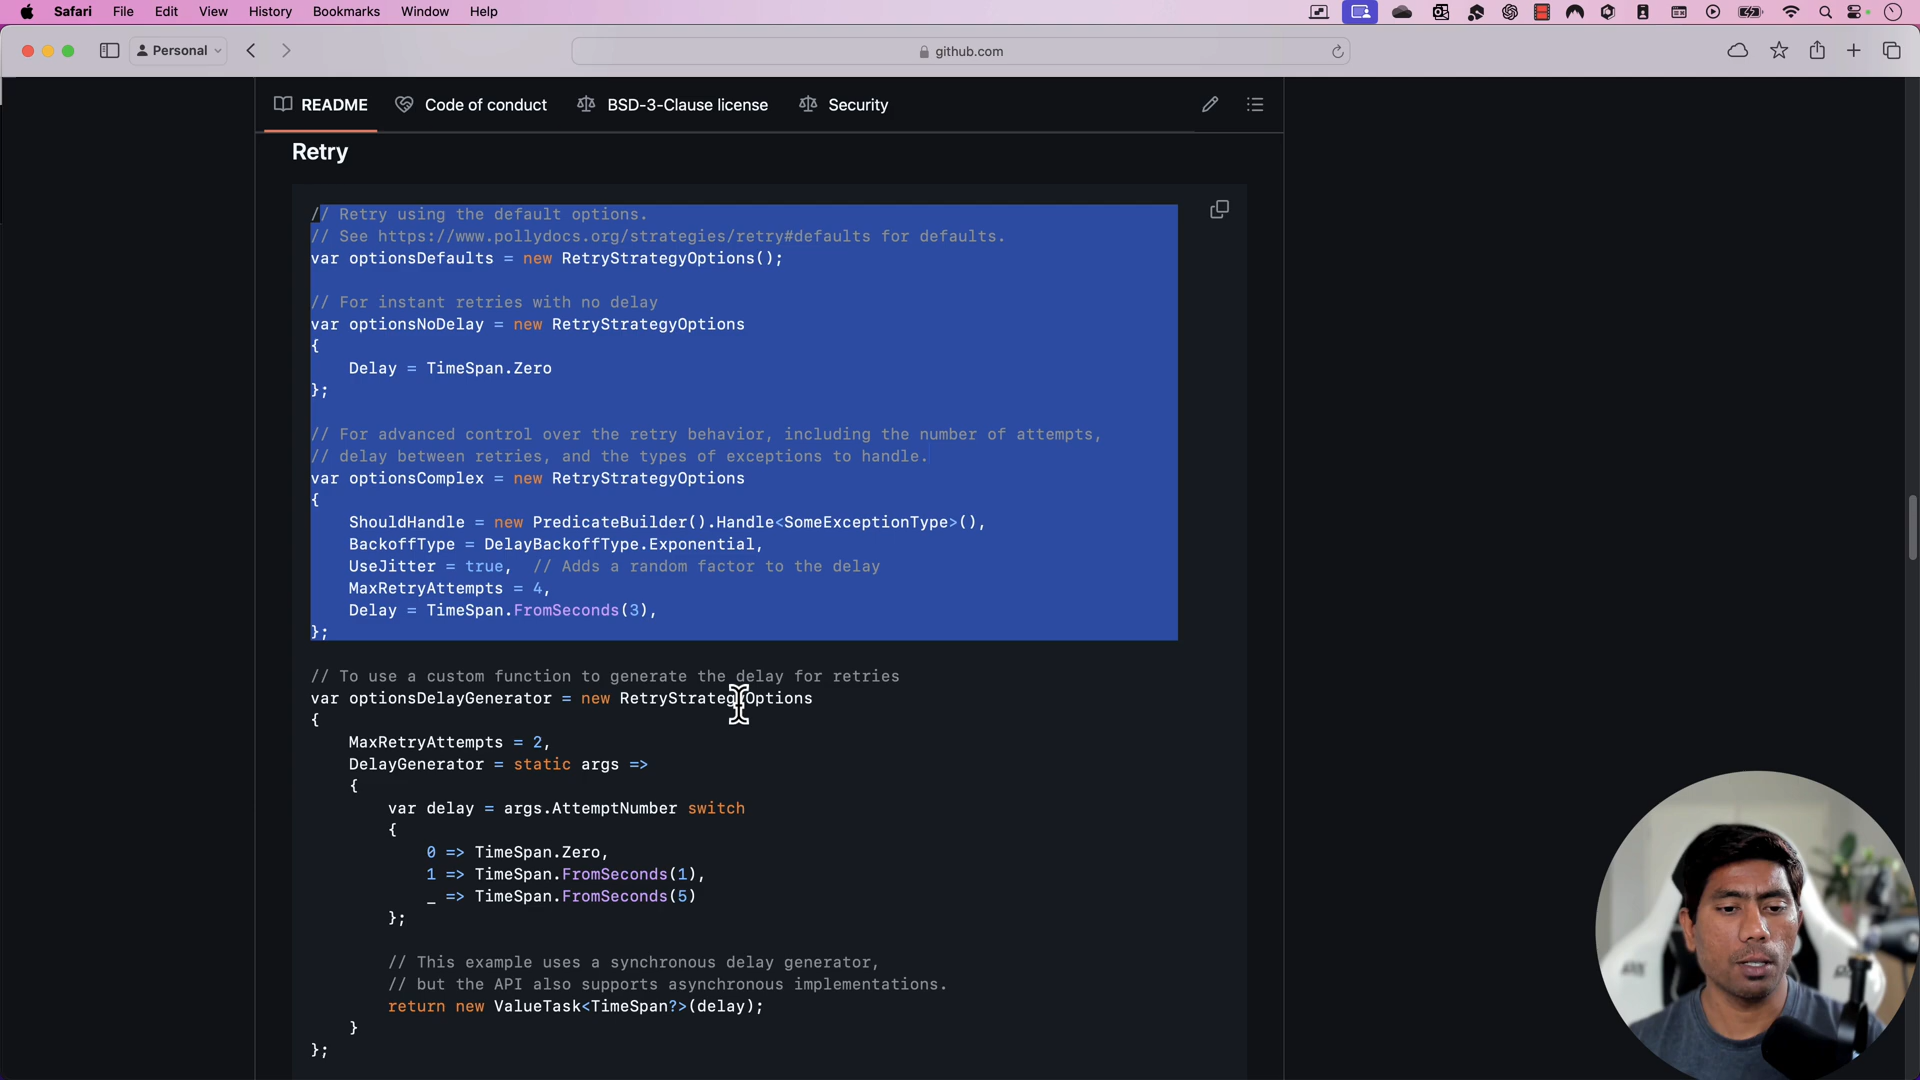 Safari File Edit View History Bookmarks Window Help
Personal
github.com
README Code of conduct BSD-3-Clause license Security
Retry
// Retry using the default options.
// See https://www.pollydocs.org/strategies/retry#defaults for defaults.
var optionsDefaults = new RetryStrategyOptions();
// For instant retries with no delay
var optionsNoDelay = new RetryStrategyOptions
{
    Delay = TimeSpan.Zero
};
// For advanced control over the retry behavior, including the number of attempts,
// delay between retries, and the types of exceptions to handle.
var optionsComplex = new RetryStrategyOptions
{
    ShouldHandle = new PredicateBuilder().Handle<SomeExceptionType>(),
    BackoffType = DelayBackoffType.Exponential,
    UseJitter = true,  // Adds a random factor to the delay
    MaxRetryAttempts = 4,
    Delay = TimeSpan.FromSeconds(3),
};
// To use a custom function to generate the delay for retries
var optionsDelayGenerator = new RetryStrategyOptions
{
    MaxRetryAttempts = 2,
    DelayGenerator = static args =>
    {
        var delay = args.AttemptNumber switch
        {
            0 => TimeSpan.Zero,
            1 => TimeSpan.FromSeconds(1),
            _ => TimeSpan.FromSeconds(5)
        };
        // This example uses a synchronous delay generator,
        // but the API also supports asynchronous implementations.
        return new ValueTask<TimeSpan?>(delay);
    }
};